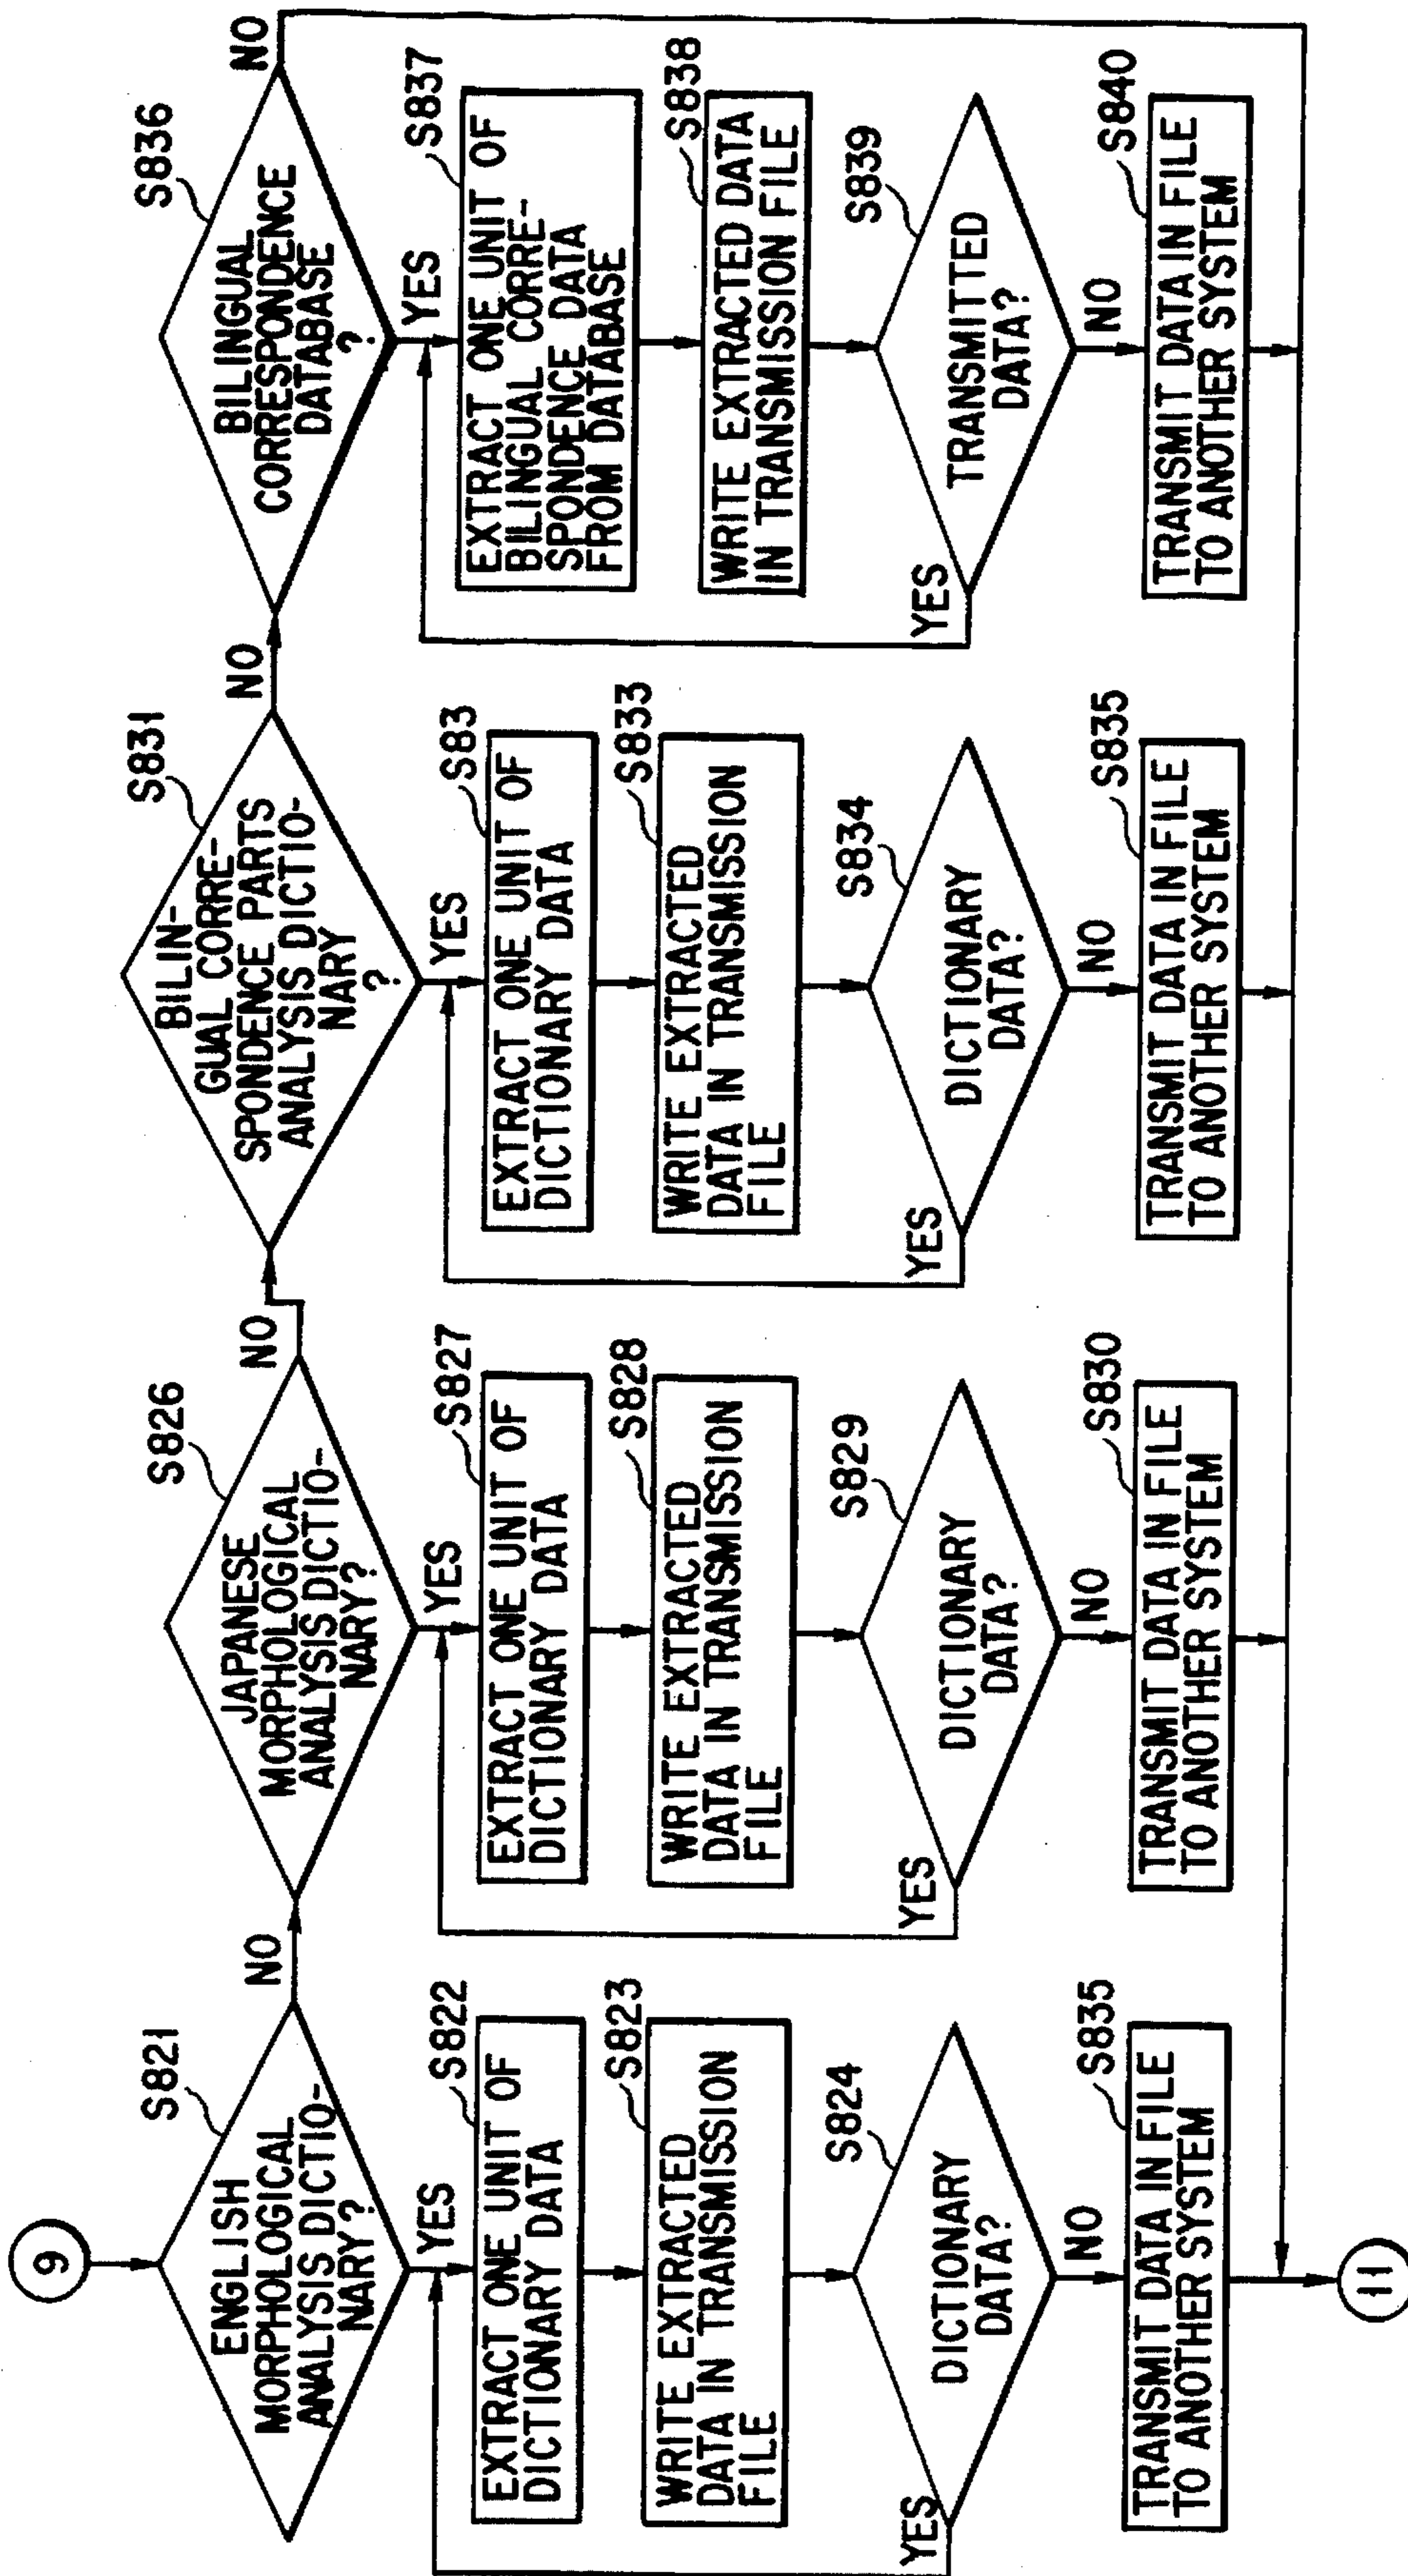 9
S821
ENGLISH
MORPHOLOGICAL
ANALYSIS DICTIO-
NARY?
NO
YES
S822
EXTRACT ONE UNIT OF
DICTIONARY DATA
S823
WRITE EXTRACTED
DATA IN TRANSMISSION
FILE
S824
DICTIONARY
DATA?
YES
NO
S835
TRANSMIT DATA IN FILE
TO ANOTHER SYSTEM
11
S826
JAPANESE
MORPHOLOGICAL
ANALYSIS DICTIO-
NARY?
NO
YES
S827
EXTRACT ONE UNIT OF
DICTIONARY DATA
S828
WRITE EXTRACTED
DATA IN TRANSMISSION
FILE
S829
DICTIONARY
DATA?
YES
NO
S830
TRANSMIT DATA IN FILE
TO ANOTHER SYSTEM
S831
BILIN-
GUAL CORRE-
SPONDENCE PARTS
ANALYSIS DICTIO-
NARY
?
NO
YES
S83
EXTRACT ONE UNIT OF
DICTIONARY DATA
S833
WRITE EXTRACTED
DATA IN TRANSMISSION
FILE
S834
DICTIONARY
DATA?
YES
NO
S835
TRANSMIT DATA IN FILE
TO ANOTHER SYSTEM
S836
BILINGUAL
CORRESPONDENCE
DATABASE
?
NO
YES
S837
EXTRACT ONE UNIT OF
BILINGUAL CORRE-
SPONDENCE DATA
FROM DATABASE
S838
WRITE EXTRACTED DATA
IN TRANSMISSION FILE
S839
TRANSMITTED
DATA?
YES
NO
S840
TRANSMIT DATA IN FILE
TO ANOTHER SYSTEM